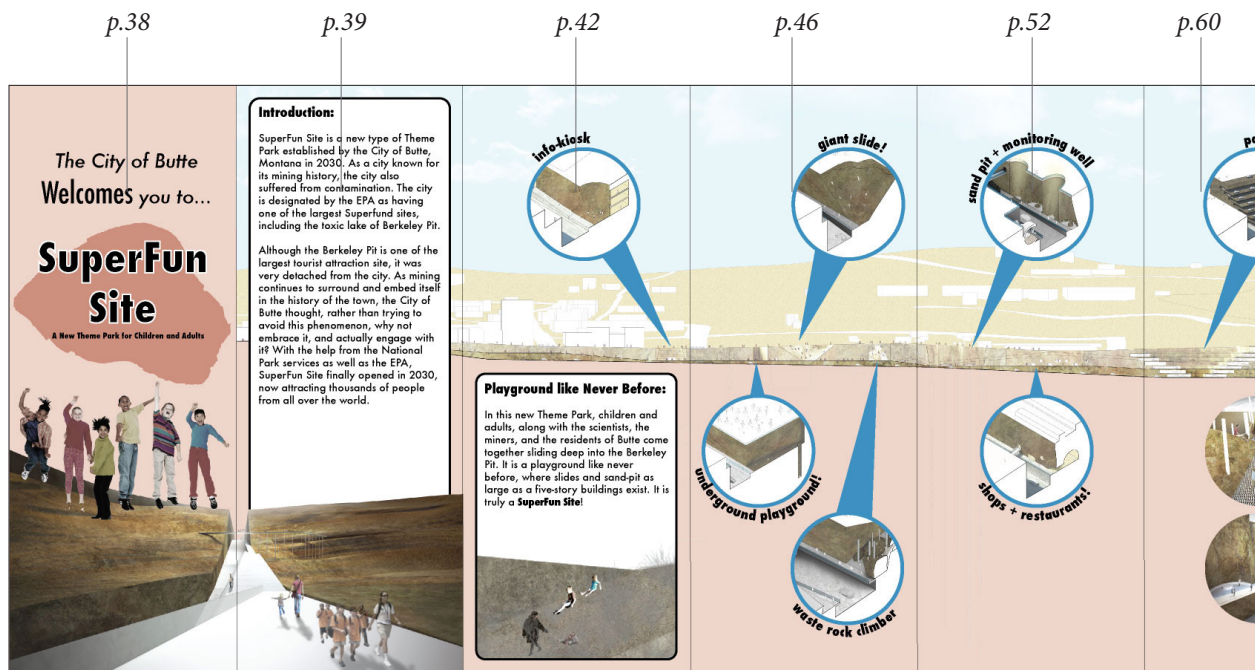 p.38
p.39
p.42
p.46
p.52
p.60
The City of Butte
Welcomes you to...
SuperFun
Site
A New Theme Park for Children and Adults
Introduction:
SuperFun Site is a new type of Theme
Park established by the City of Butte,
Montana in 2030. As a city known for
its mining history, the city also
suffered from contamination. The city
is designated by the EPA as having
one of the largest Superfund sites,
including the toxic lake of Berkeley Pit.
Although the Berkeley Pit is one of the
largest tourist attraction site, it was
very detached from the city. As mining
continues to surround and embed itself
in the history of the town, the City of
Butte thought, rather than trying to
avoid this phenomenon, why not
embrace it, and actually engage with
it? With the help from the National
Park services as well as the EPA,
SuperFun Site finally opened in 2030,
now attracting thousands of people
from all over the world.
info-kiosk
giant slide!
sand pit + monitoring well
Playground like Never Before:
In this new Theme Park, children and
adults, along with the scientists, the
miners, and the residents of Butte come
together sliding deep into the Berkeley
Pit. It is a playground like never
before, where slides and sand-pit as
large as a five-story buildings exist. It is
truly a SuperFun Site!
underground playground!
waste rock climber
shops + restaurants!